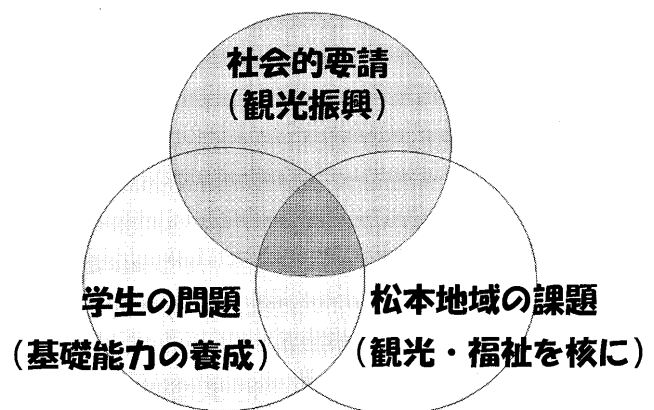 社会的要請
（観光振興）
学生の問題
（基礎能力の養成）
松本地域の課題
（観光・福祉を核に）